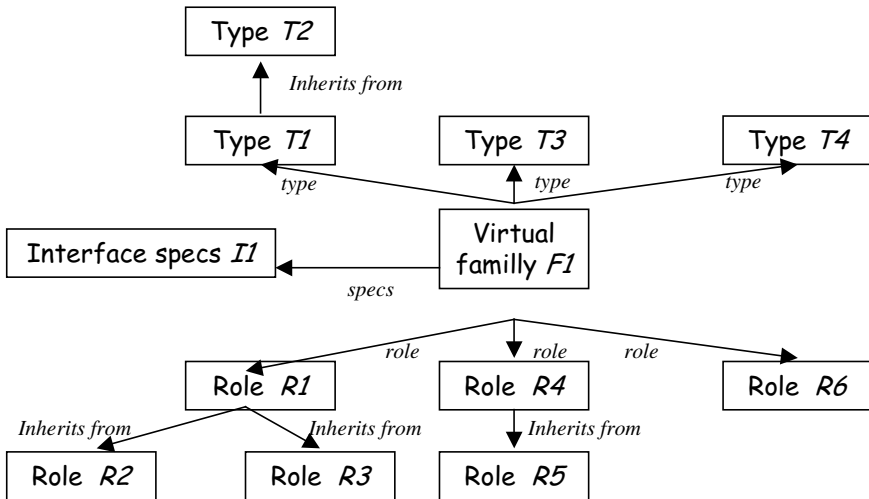 Type T2
Inherits from
Type T1
Type T3
Type T4
type
type
type
Interface specs I1
Virtual
familly F1
specs
role
role
role
Role R1
Role R4
Role R6
Inherits from
Inherits from
Inherits from
Role R2
Role R3
Role R5